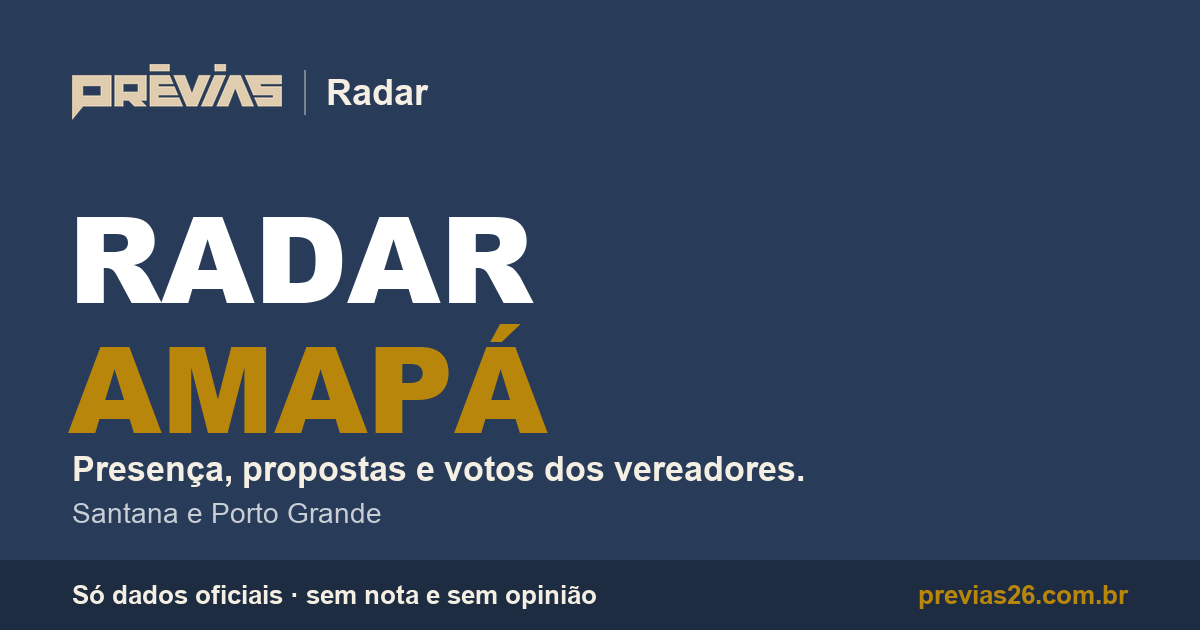 PRÉVIAS | Radar
RADAR
AMAPÁ
Presença, propostas e votos dos vereadores.
Santana e Porto Grande
Só dados oficiais · sem nota e sem opinião
previas26.com.br